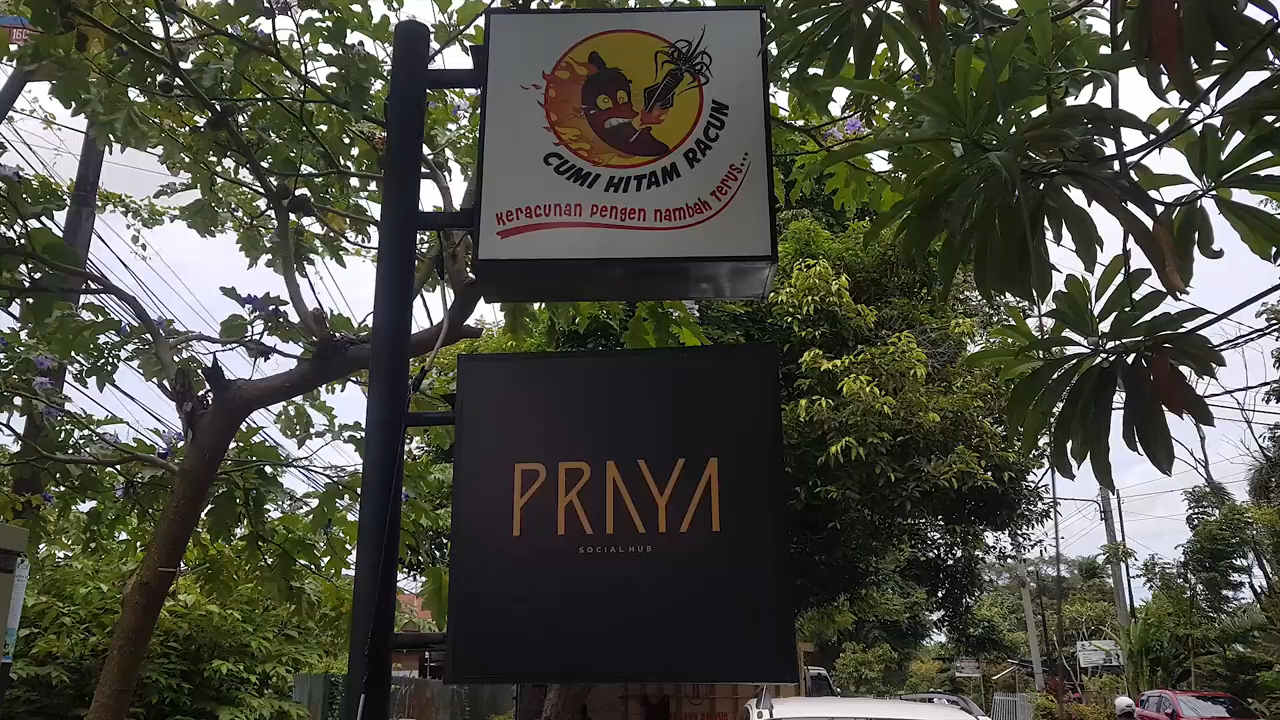 CUMI HITAM RACUN
Keracunan pengen nambah Terus...
PRAYA
SOCIAL HUB